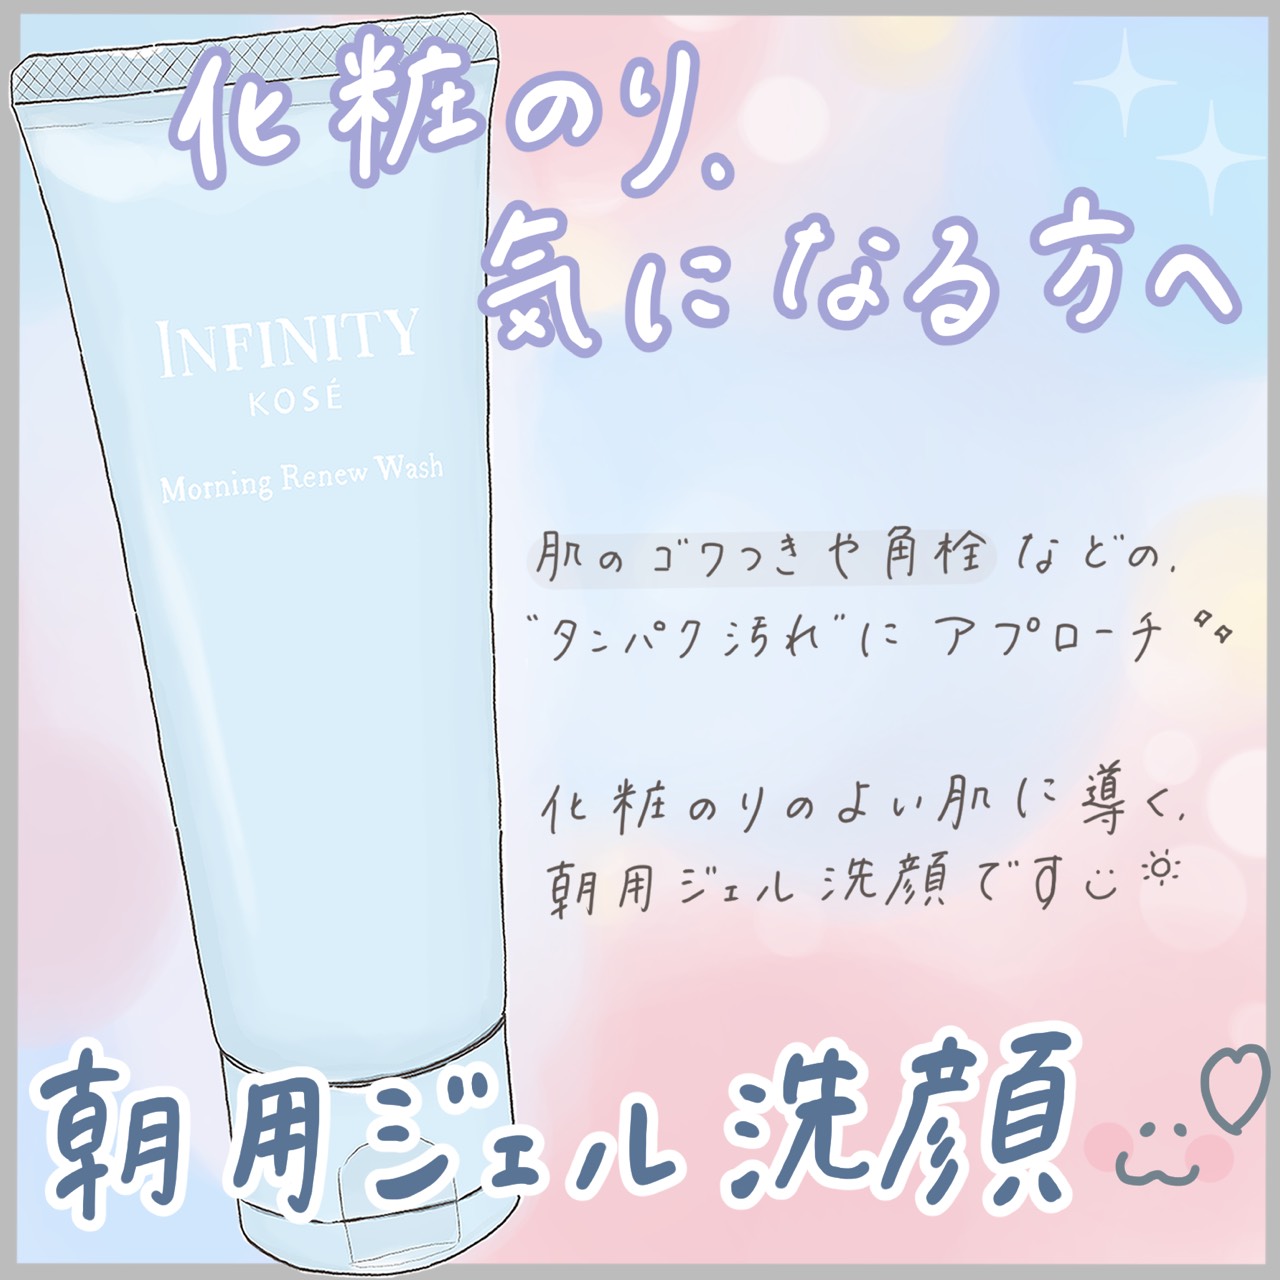 化粧のり、
気になる方へ
INFINITY
KOSÉ
Morning Renew Wash
肌のゴワつきや角栓などの、
"タンパク汚れ"にアプローチ
化粧のりのよい肌に導く、
朝用ジェル洗顔です
朝用ジェル洗顔